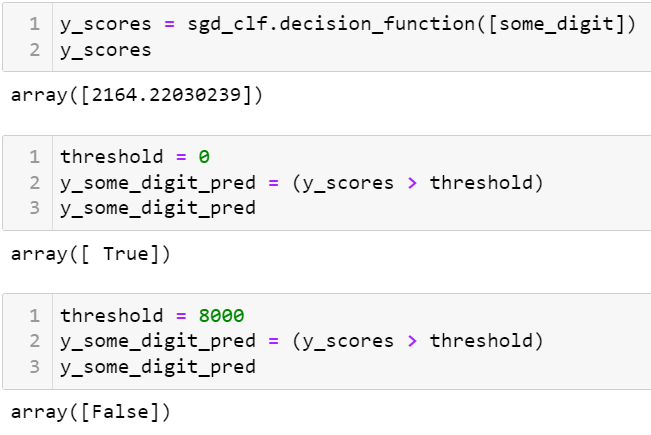 1 y_scores = sgd_clf.decision_function([some_digit])
2 y_scores
array([2164.22030239])
1 threshold = 0
2 y_some_digit_pred = (y_scores > threshold)
3 y_some_digit_pred
array([ True])
1 threshold = 8000
2 y_some_digit_pred = (y_scores > threshold)
3 y_some_digit_pred
array([False])